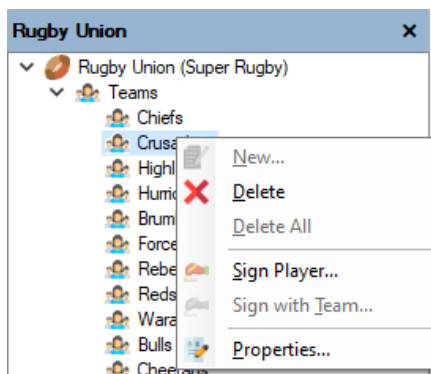 Rugby Union
Rugby Union (Super Rugby)
Teams
Chiefs
Crusa
New...
Highl
Delete
Hurric
Delete All
Brum
Force
Sign Player...
Rebe
Reds
Sign with Team...
Wara
Bulls
Properties...